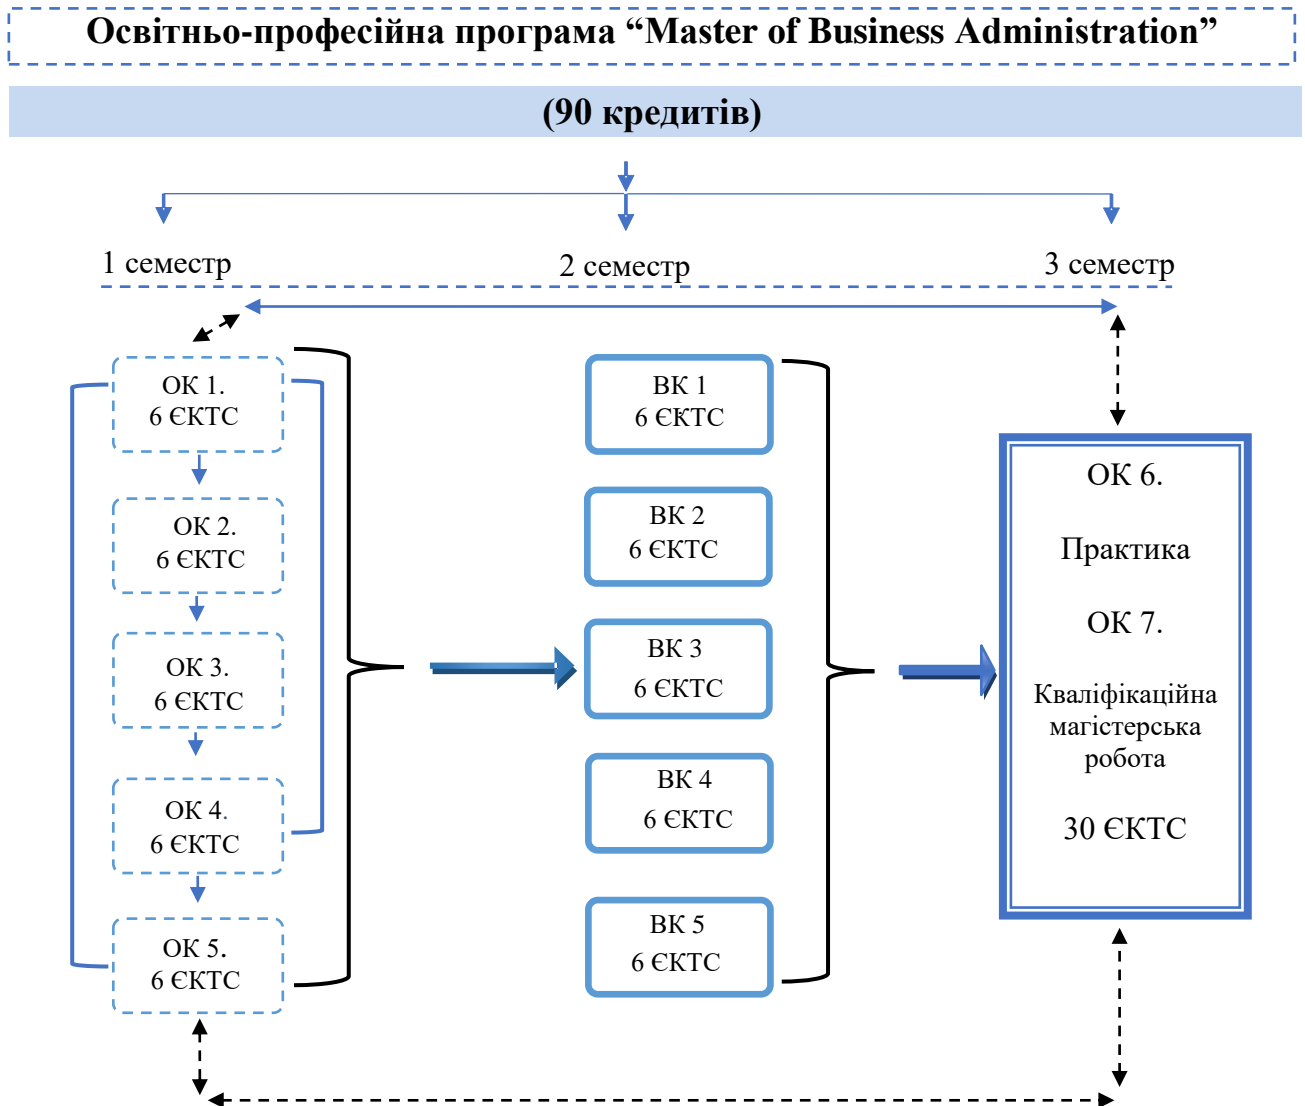 Освітньо-професійна програма “Master of Business Administration”
(90 кредитів)
1 семестр
2 семестр
3 семестр
ОК 1.
6 ЄКТС
ОК 2.
6 ЄКТС
ОК 3.
6 ЄКТС
ОК 4.
6 ЄКТС
ОК 5.
6 ЄКТС
ВК 1
6 ЄКТС
ВК 2
6 ЄКТС
ВК 3
6 ЄКТС
ВК 4
6 ЄКТС
ВК 5
6 ЄКТС
ОК 6.
Практика
ОК 7.
Кваліфікаційна
магістерська
робота
30 ЄКТС